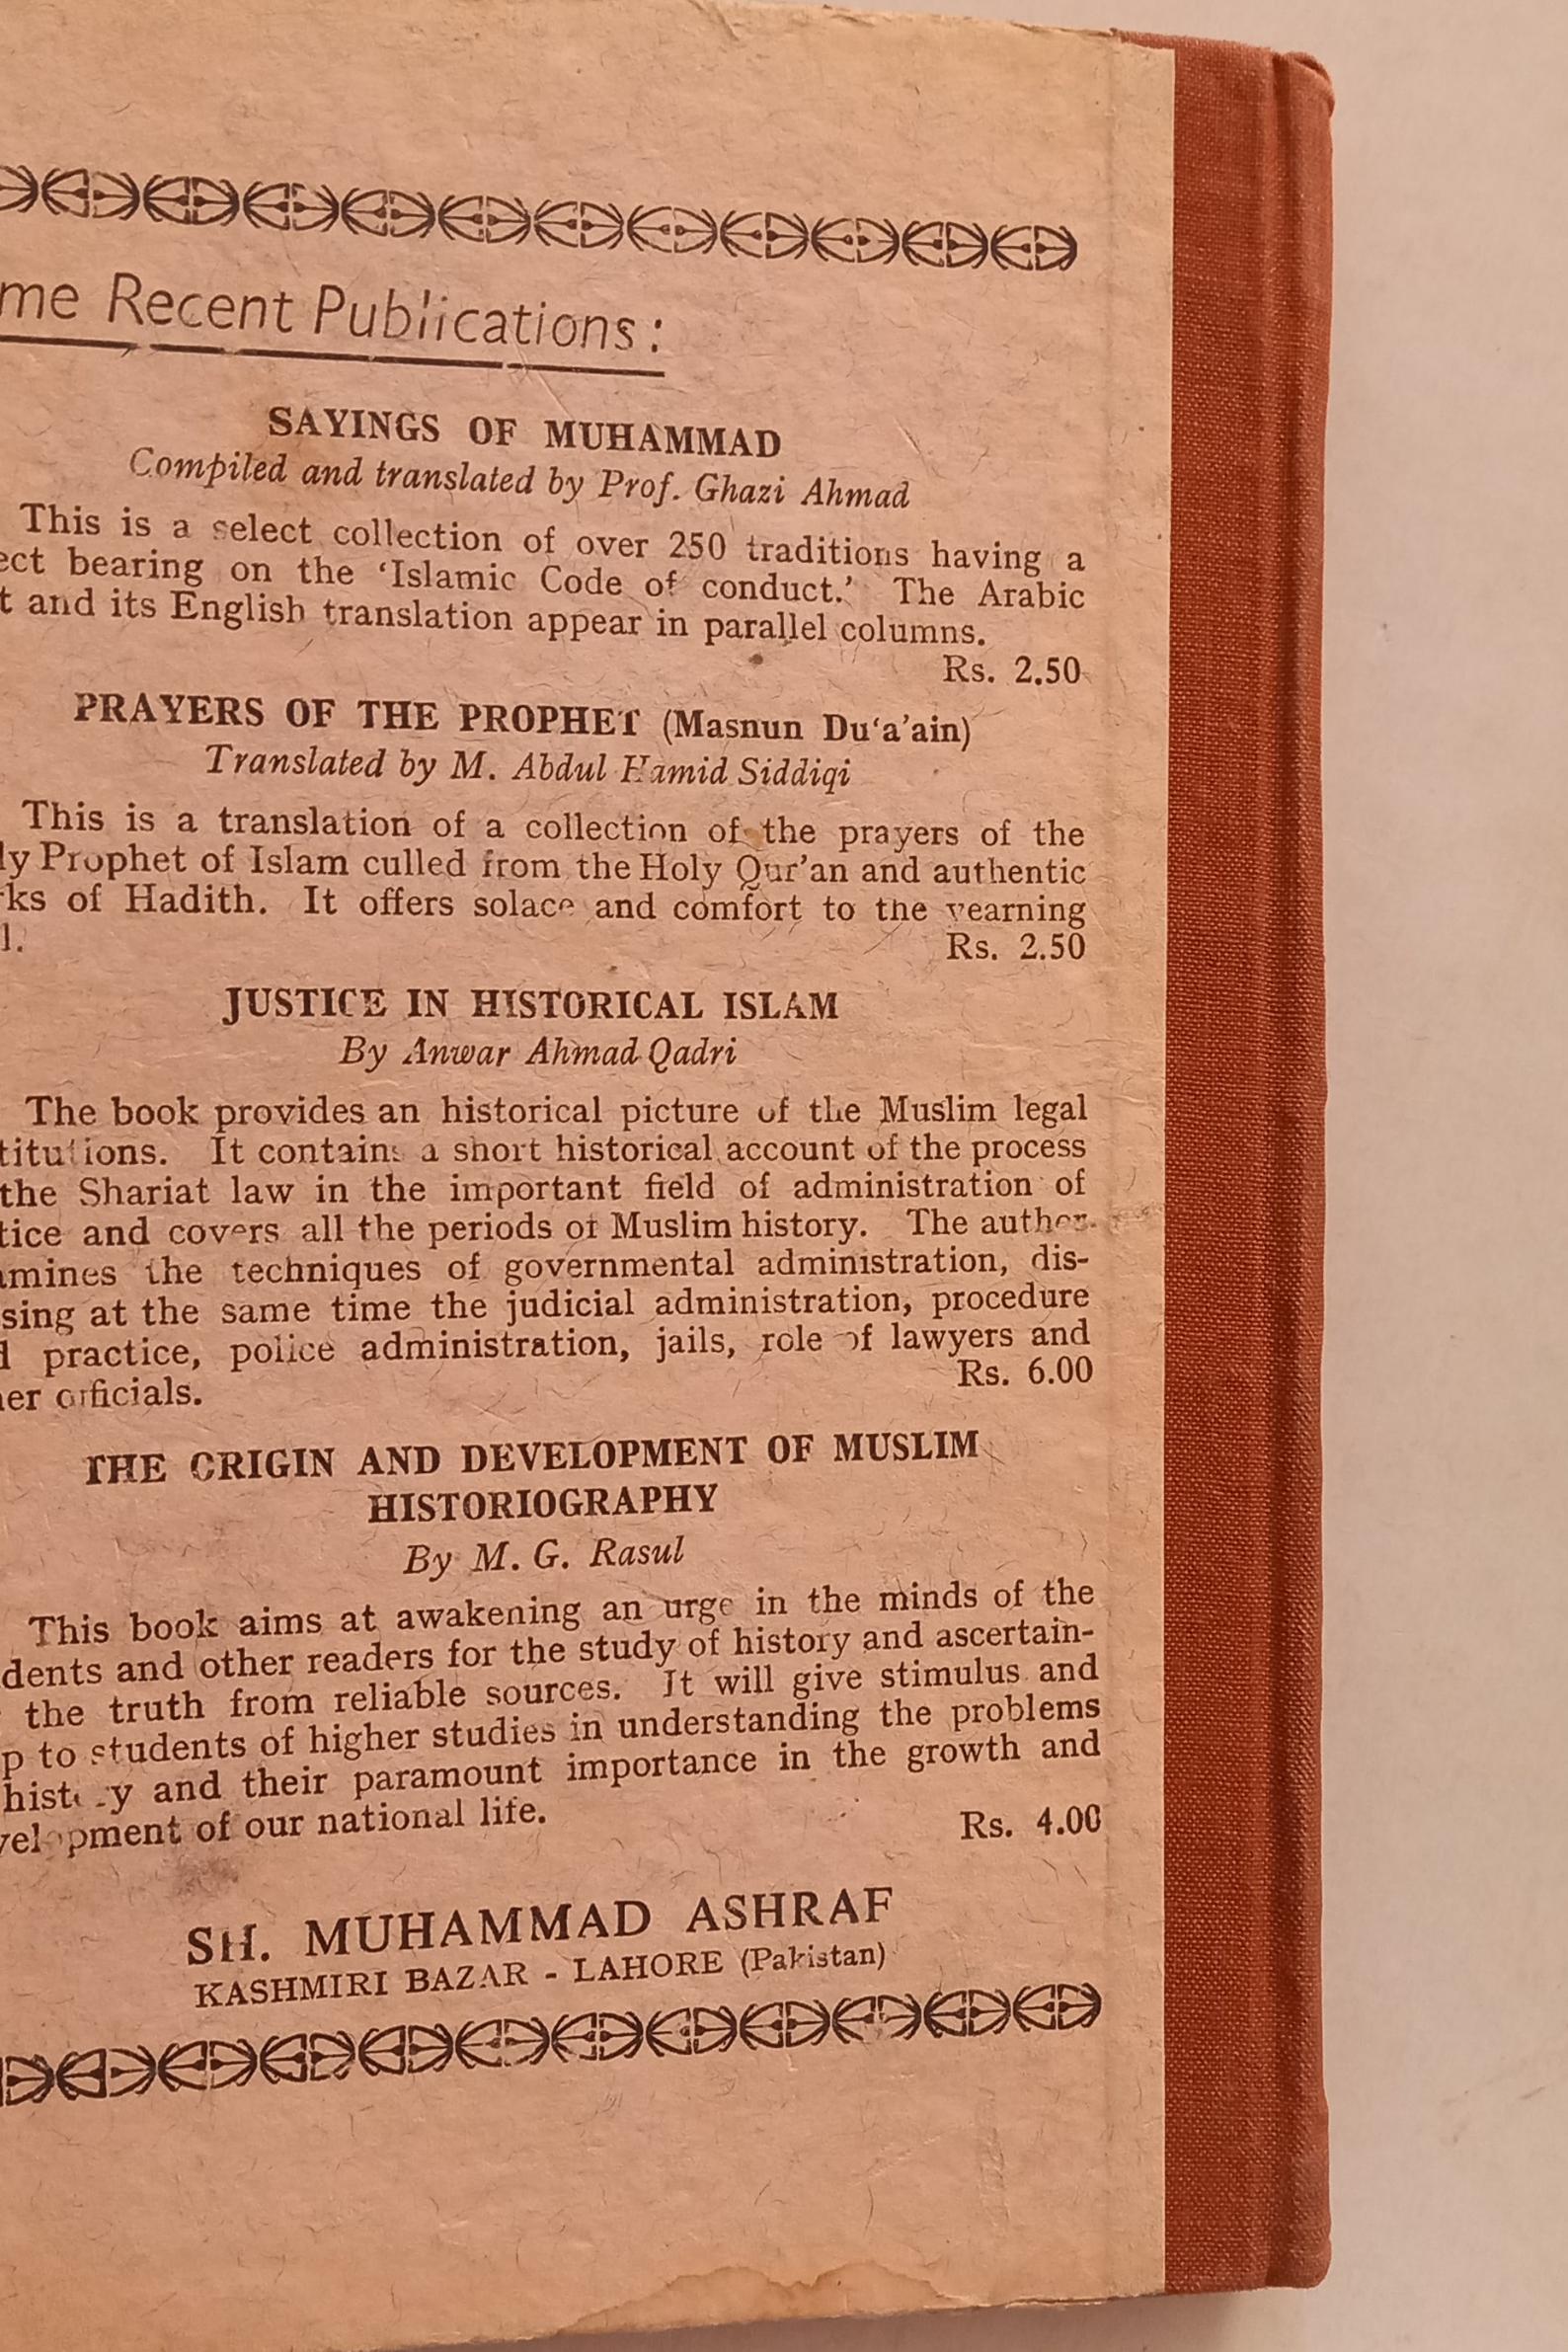 me Recent Publications:
SAYINGS OF MUHAMMAD
Compiled and translated by Prof. Ghazi Ahmad
This is a select collection of over 250 traditions having a
ect bearing on the ‘Islamic Code of conduct.’ The Arabic
t and its English translation appear in parallel columns.
Rs. 2.50
PRAYERS OF THE PROPHET (Masnun Du‘a’ain)
Translated by M. Abdul Hamid Siddiqi
This is a translation of a collection of the prayers of the
ly Prophet of Islam culled from the Holy Qur’an and authentic
rks of Hadith. It offers solace and comfort to the yearning
l. Rs. 2.50
JUSTICE IN HISTORICAL ISLAM
By Anwar Ahmad Qadri
The book provides an historical picture of the Muslim legal
titutions. It contains a short historical account of the process
the Shariat law in the important field of administration of
tice and covers all the periods of Muslim history. The author
mines the techniques of governmental administration, dis-
sing at the same time the judicial administration, procedure
d practice, police administration, jails, role of lawyers and
er officials. Rs. 6.00
THE ORIGIN AND DEVELOPMENT OF MUSLIM
HISTORIOGRAPHY
By M. G. Rasul
This book aims at awakening an urge in the minds of the
dents and other readers for the study of history and ascertain-
the truth from reliable sources. It will give stimulus and
p to students of higher studies in understanding the problems
history and their paramount importance in the growth and
velopment of our national life. Rs. 4.00
SH. MUHAMMAD ASHRAF
KASHMIRI BAZAR - LAHORE (Pakistan)